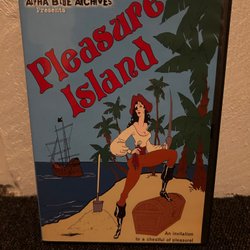 ALPHA BLUE ARCHIVES
Presents
Pleasure
Island
An invitation
to a chestful of pleasure!